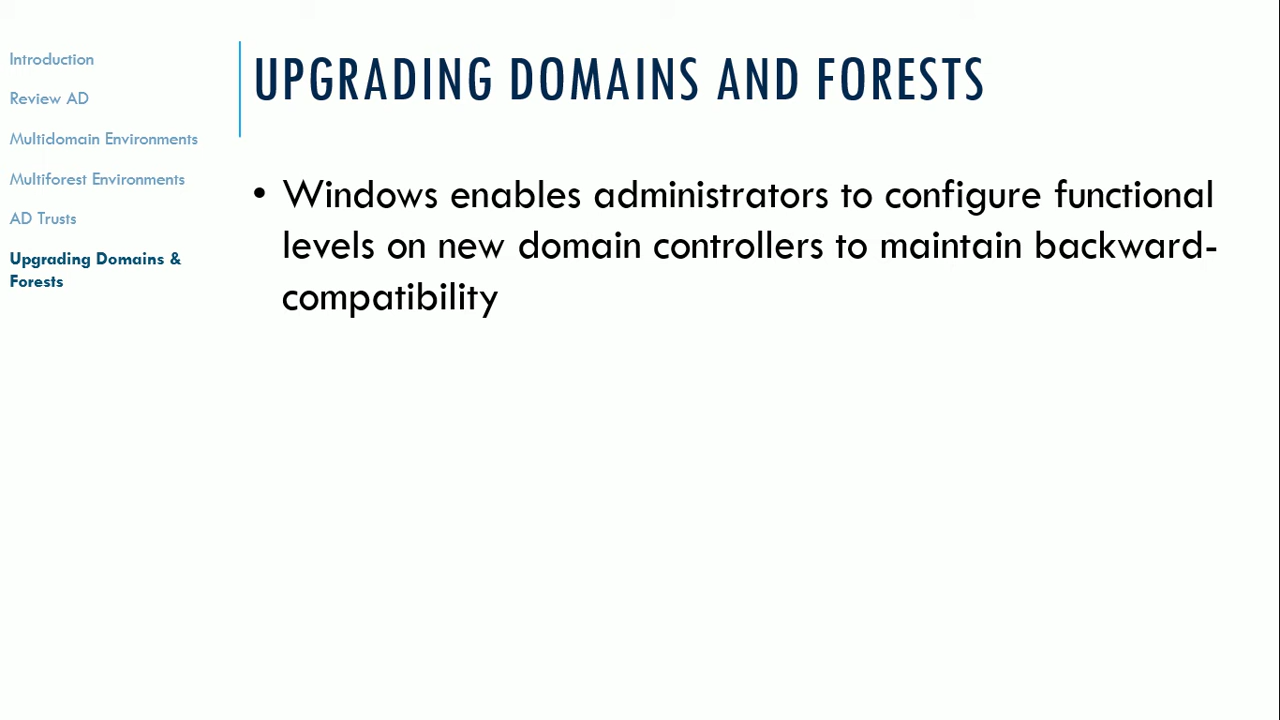 Introduction
Review AD
Multidomain Environments
Multiforest Environments
AD Trusts
Upgrading Domains &
Forests
UPGRADING DOMAINS AND FORESTS
• Windows enables administrators to configure functional
levels on new domain controllers to maintain backward-
compatibility